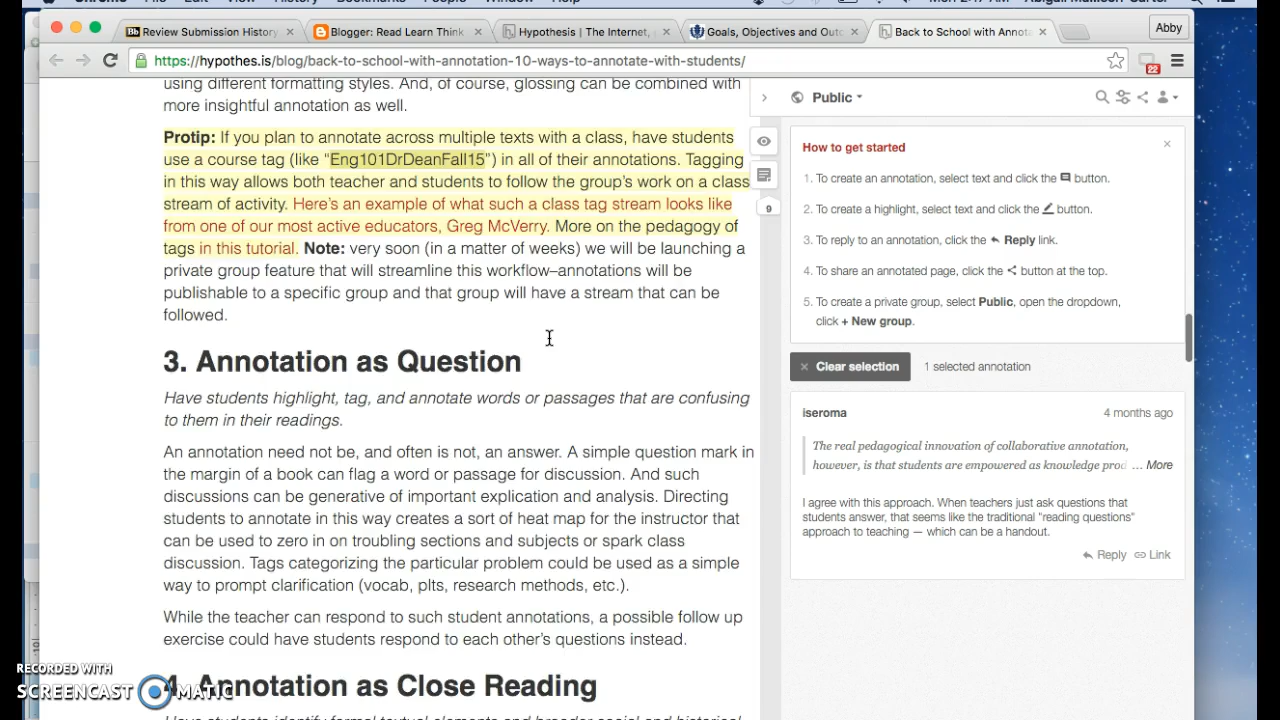 Chrome File Edit View History Bookmarks People Window Help
Bb Review Submission History
Blogger: Read Learn Think
Hypothesis | The Internet,
Goals, Objectives and Outc
Back to School with Annota
Abby
https://hypothes.is/blog/back-to-school-with-annotation-10-ways-to-annotate-with-students/
22
using different formatting styles. And, of course, glossing can be combined with
more insightful annotation as well.
Protip: If you plan to annotate across multiple texts with a class, have students
use a course tag (like "Eng101DrDeanFall15") in all of their annotations. Tagging
in this way allows both teacher and students to follow the group's work on a class
stream of activity. Here's an example of what such a class tag stream looks like
from one of our most active educators, Greg McVerry. More on the pedagogy of
tags in this tutorial. Note: very soon (in a matter of weeks) we will be launching a
private group feature that will streamline this workflow–annotations will be
publishable to a specific group and that group will have a stream that can be
followed.
3. Annotation as Question
Have students highlight, tag, and annotate words or passages that are confusing
to them in their readings.
An annotation need not be, and often is not, an answer. A simple question mark in
the margin of a book can flag a word or passage for discussion. And such
discussions can be generative of important explication and analysis. Directing
students to annotate in this way creates a sort of heat map for the instructor that
can be used to zero in on troubling sections and subjects or spark class
discussion. Tags categorizing the particular problem could be used as a simple
way to prompt clarification (vocab, plts, research methods, etc.).
While the teacher can respond to such student annotations, a possible follow up
exercise could have students respond to each other's questions instead.
4. Annotation as Close Reading
Public
9
How to get started
1. To create an annotation, select text and click the button.
2. To create a highlight, select text and click the button.
3. To reply to an annotation, click the Reply link.
4. To share an annotated page, click the button at the top.
5. To create a private group, select Public, open the dropdown,
click + New group.
Clear selection
1 selected annotation
iseroma
4 months ago
The real pedagogical innovation of collaborative annotation,
however, is that students are empowered as knowledge prod ... More
I agree with this approach. When teachers just ask questions that
students answer, that seems like the traditional "reading questions"
approach to teaching — which can be a handout.
Reply
Link
RECORDED WITH
SCREENCAST MATIC